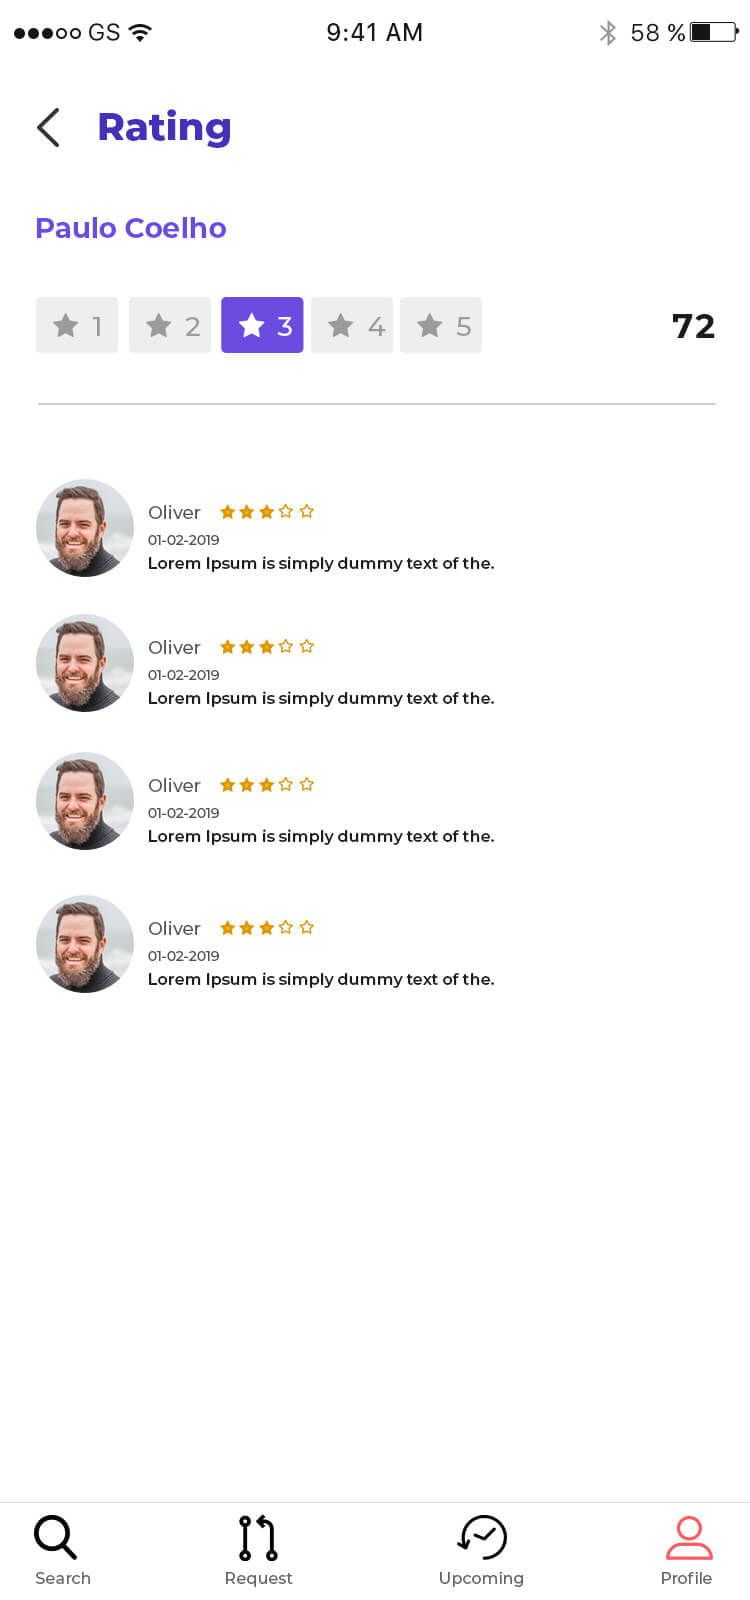 GS 9:41 AM 58 %
Rating
Paulo Coelho
1 2 3 4 5 72
Oliver
01-02-2019
Lorem Ipsum is simply dummy text of the.
Oliver
01-02-2019
Lorem Ipsum is simply dummy text of the.
Oliver
01-02-2019
Lorem Ipsum is simply dummy text of the.
Oliver
01-02-2019
Lorem Ipsum is simply dummy text of the.
Search Request Upcoming Profile